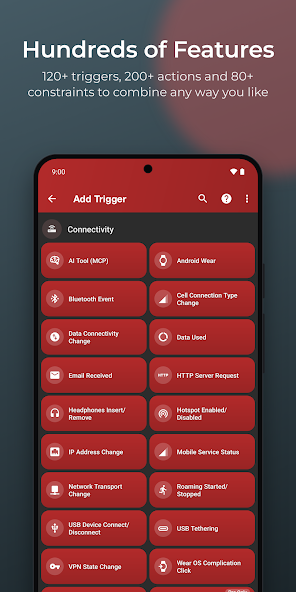 Hundreds of Features
120+ triggers, 200+ actions and 80+
constraints to combine any way you like
9:00
Add Trigger
Connectivity
AI Tool (MCP)
Android Wear
Bluetooth Event
Cell Connection Type
Change
Data Connectivity
Change
Data Used
Email Received
HTTP
HTTP Server Request
Headphones Insert/
Remove
Hotspot Enabled/
Disabled
IP Address Change
Mobile Service Status
Network Transport
Change
Roaming Started/
Stopped
USB Device Connect/
Disconnect
USB Tethering
VPN State Change
Wear OS Complication
Click
Pro Only